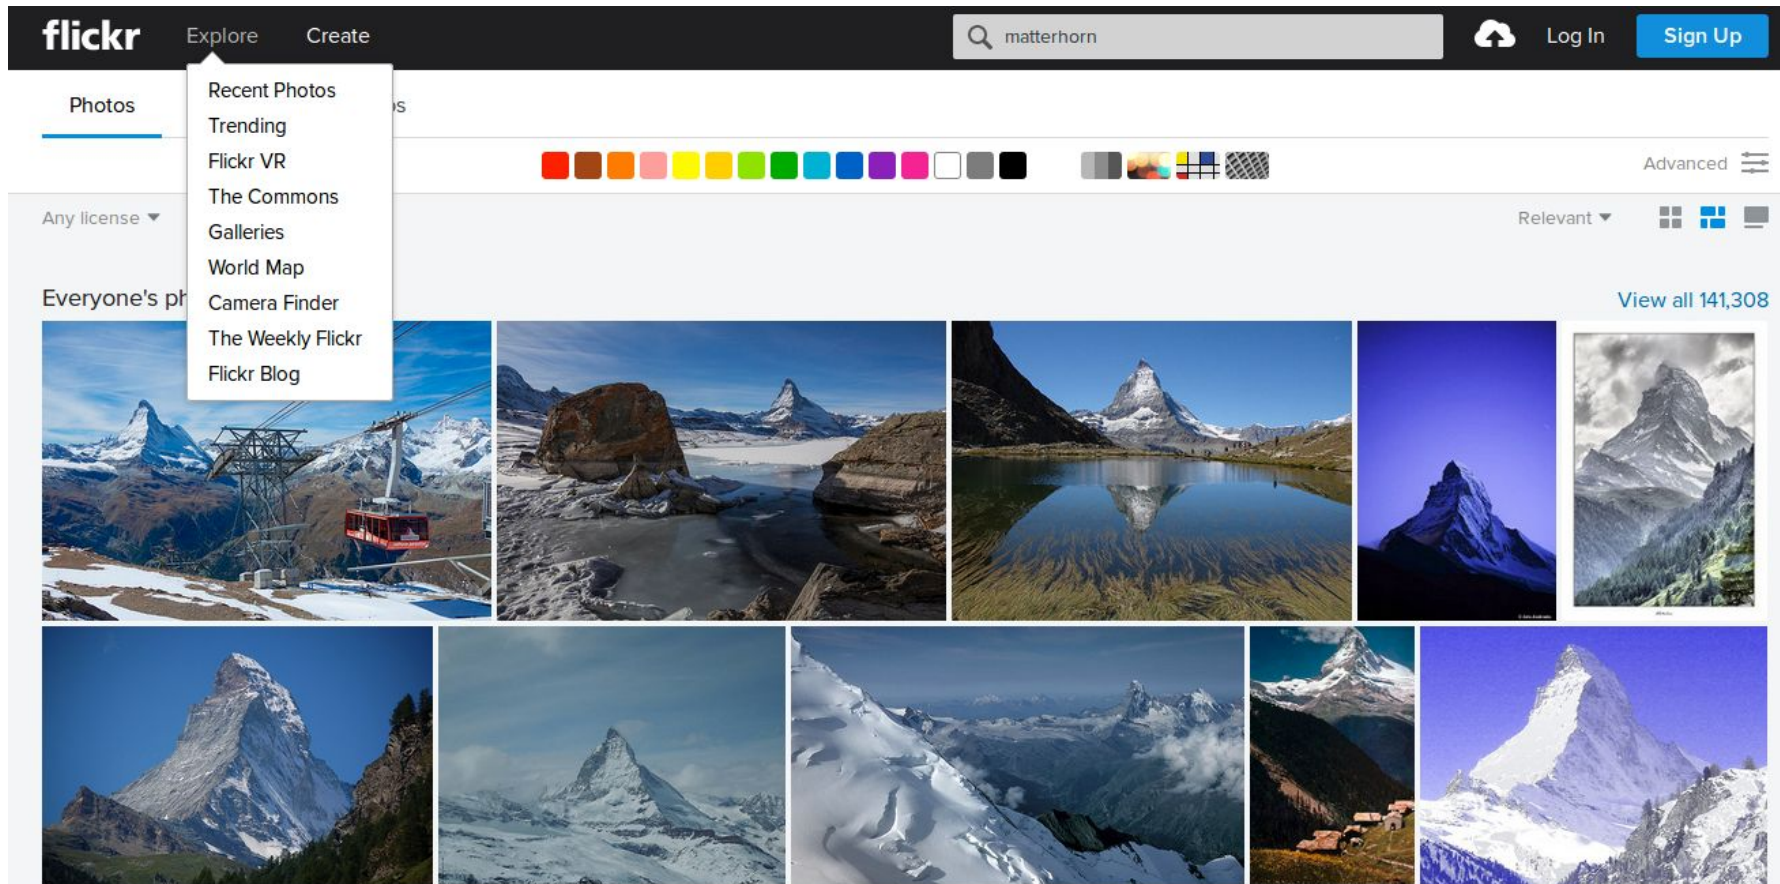 flickr Explore Create matterhorn Log In Sign Up
Photos
Recent Photos
Trending
Flickr VR
The Commons
Galleries
World Map
Camera Finder
The Weekly Flickr
Flickr Blog
Advanced
Any license
Relevant
Everyone's
View all 141,308